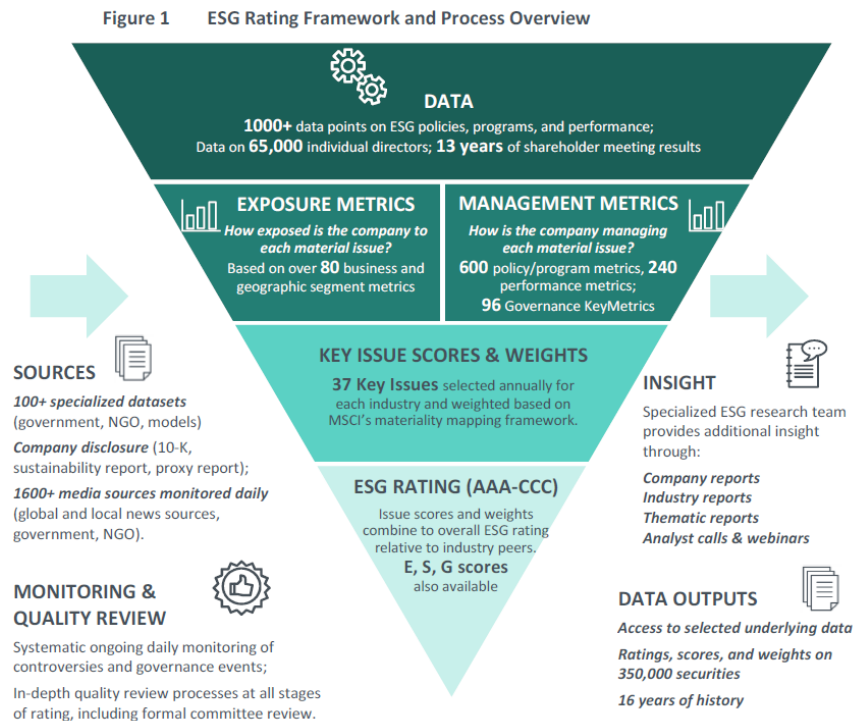 Figure 1 ESG Rating Framework and Process Overview
DATA
1000+ data points on ESG policies, programs, and performance;
Data on 65,000 individual directors; 13 years of shareholder meeting results
EXPOSURE METRICS
How exposed is the company to
each material issue?
Based on over 80 business and
geographic segment metrics
MANAGEMENT METRICS
How is the company managing
each material issue?
600 policy/program metrics, 240
performance metrics;
96 Governance KeyMetrics
KEY ISSUE SCORES & WEIGHTS
37 Key Issues selected annually for
each industry and weighted based on
MSCI's materiality mapping framework.
ESG RATING (AAA-CCC)
Issue scores and weights
combine to overall ESG rating
relative to industry peers.
E, S, G scores
also available
SOURCES
100+ specialized datasets
(government, NGO, models)
Company disclosure (10-K,
sustainability report, proxy report);
1600+ media sources monitored daily
(global and local news sources,
government, NGO).
MONITORING &
QUALITY REVIEW
Systematic ongoing daily monitoring of
controversies and governance events;
In-depth quality review processes at all stages
of rating, including formal committee review.
INSIGHT
Specialized ESG research team
provides additional insight
through:
Company reports
Industry reports
Thematic reports
Analyst calls & webinars
DATA OUTPUTS
Access to selected underlying data
Ratings, scores, and weights on
350,000 securities
16 years of history